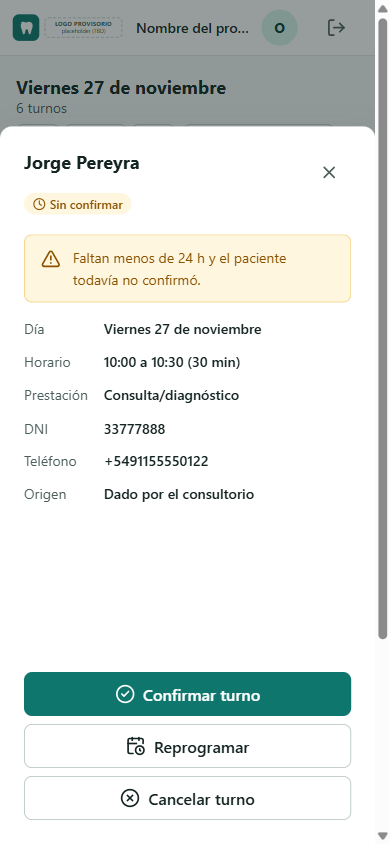 LOGO PROVISORIO
placeholder (TBD)
Nombre del pro...
O
Viernes 27 de noviembre
6 turnos
Jorge Pereyra
Sin confirmar
Faltan menos de 24 h y el paciente
todavía no confirmó.
Día Viernes 27 de noviembre
Horario 10:00 a 10:30 (30 min)
Prestación Consulta/diagnóstico
DNI 33777888
Teléfono +5491155550122
Origen Dado por el consultorio
Confirmar turno
Reprogramar
Cancelar turno